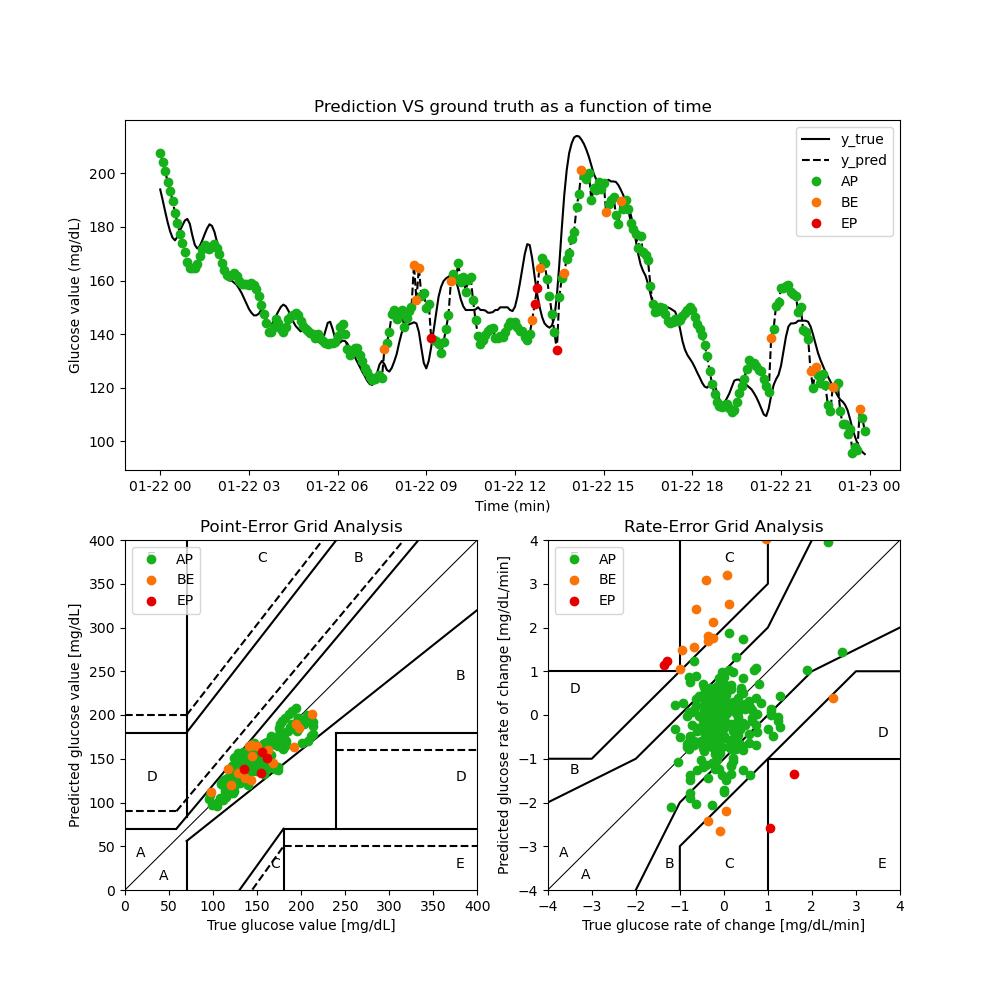 Prediction VS ground truth as a function of time
Glucose value (mg/dL)
200
180
160
140
120
100
y_true
y_pred
AP
BE
EP
01-22 00 01-22 03 01-22 06 01-22 09 01-22 12 01-22 15 01-22 18 01-22 21 01-23 00
Time (min)
Point-Error Grid Analysis
Predicted glucose value [mg/dL]
400
350
300
250
200
150
100
50
0
AP
BE
EP
C
B
B
D
D
A
A
C
E
0 50 100 150 200 250 300 350 400
True glucose value [mg/dL]
Rate-Error Grid Analysis
Predicted glucose rate of change [mg/dL/min]
4
3
2
1
0
−1
−2
−3
−4
AP
BE
EP
C
D
D
B
A
A
B
C
E
−4 −3 −2 −1 0 1 2 3 4
True glucose rate of change [mg/dL/min]